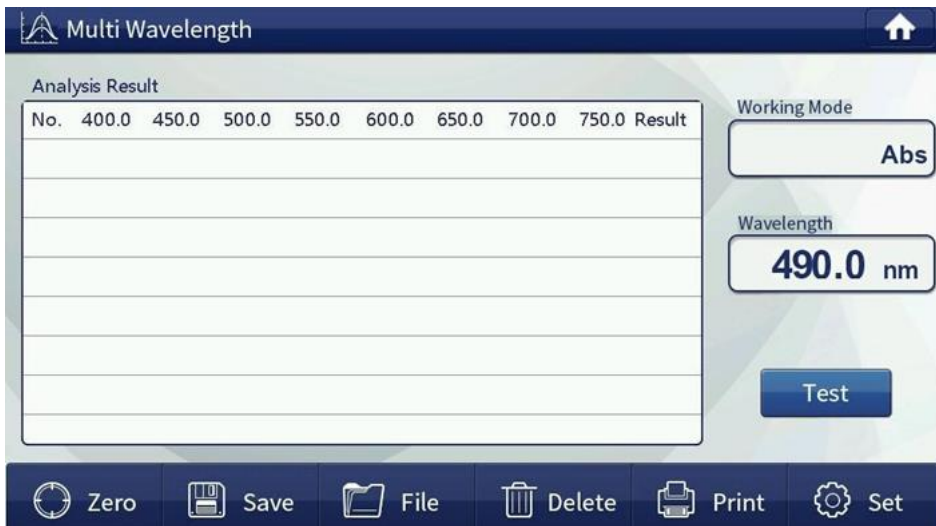 Multi Wavelength
Analysis Result
No. 400.0 450.0 500.0 550.0 600.0 650.0 700.0 750.0 Result
Working Mode
Abs
Wavelength
490.0 nm
Test
Zero Save File Delete Print Set